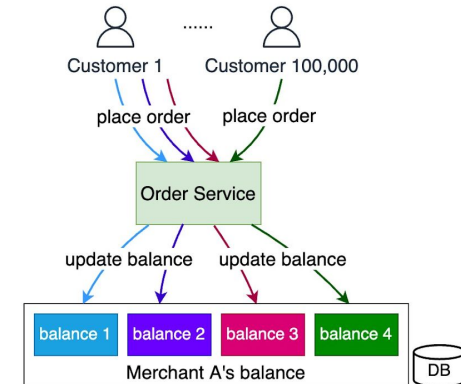 ......
Customer 1
Customer 100,000
place order
place order
Order Service
update balance
update balance
balance 1
balance 2
balance 3
balance 4
Merchant A's balance
DB